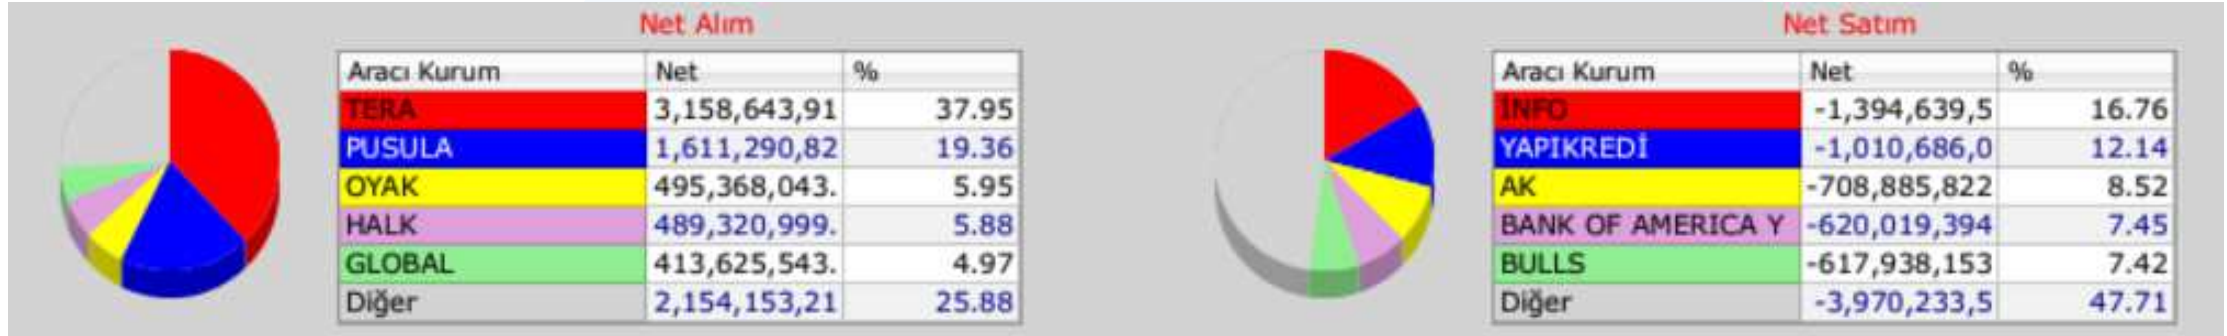 Net Alım
Aracı Kurum Net %
TERA 3,158,643,91 37.95
PUSULA 1,611,290,82 19.36
OYAK 495,368,043. 5.95
HALK 489,320,999. 5.88
GLOBAL 413,625,543. 4.97
Diğer 2,154,153,21 25.88
Net Satım
Aracı Kurum Net %
İNFO -1,394,639,5 16.76
YAPIKREDİ -1,010,686,0 12.14
AK -708,885,822 8.52
BANK OF AMERICA Y -620,019,394 7.45
BULLS -617,938,153 7.42
Diğer -3,970,233,5 47.71